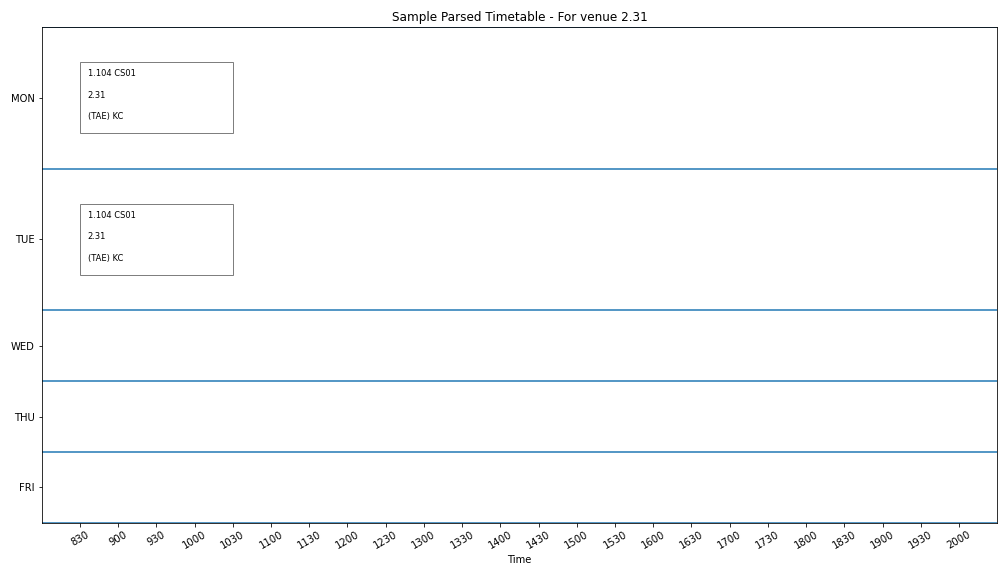 Sample Parsed Timetable - For venue 2.31
MON
1.104 CS01
2.31
(TAE) KC
TUE
1.104 CS01
2.31
(TAE) KC
WED
THU
FRI
830 900 930 1000 1030 1100 1130 1200 1230 1300 1330 1400 1430 1500 1530 1600 1630 1700 1730 1800 1830 1900 1930 2000
Time